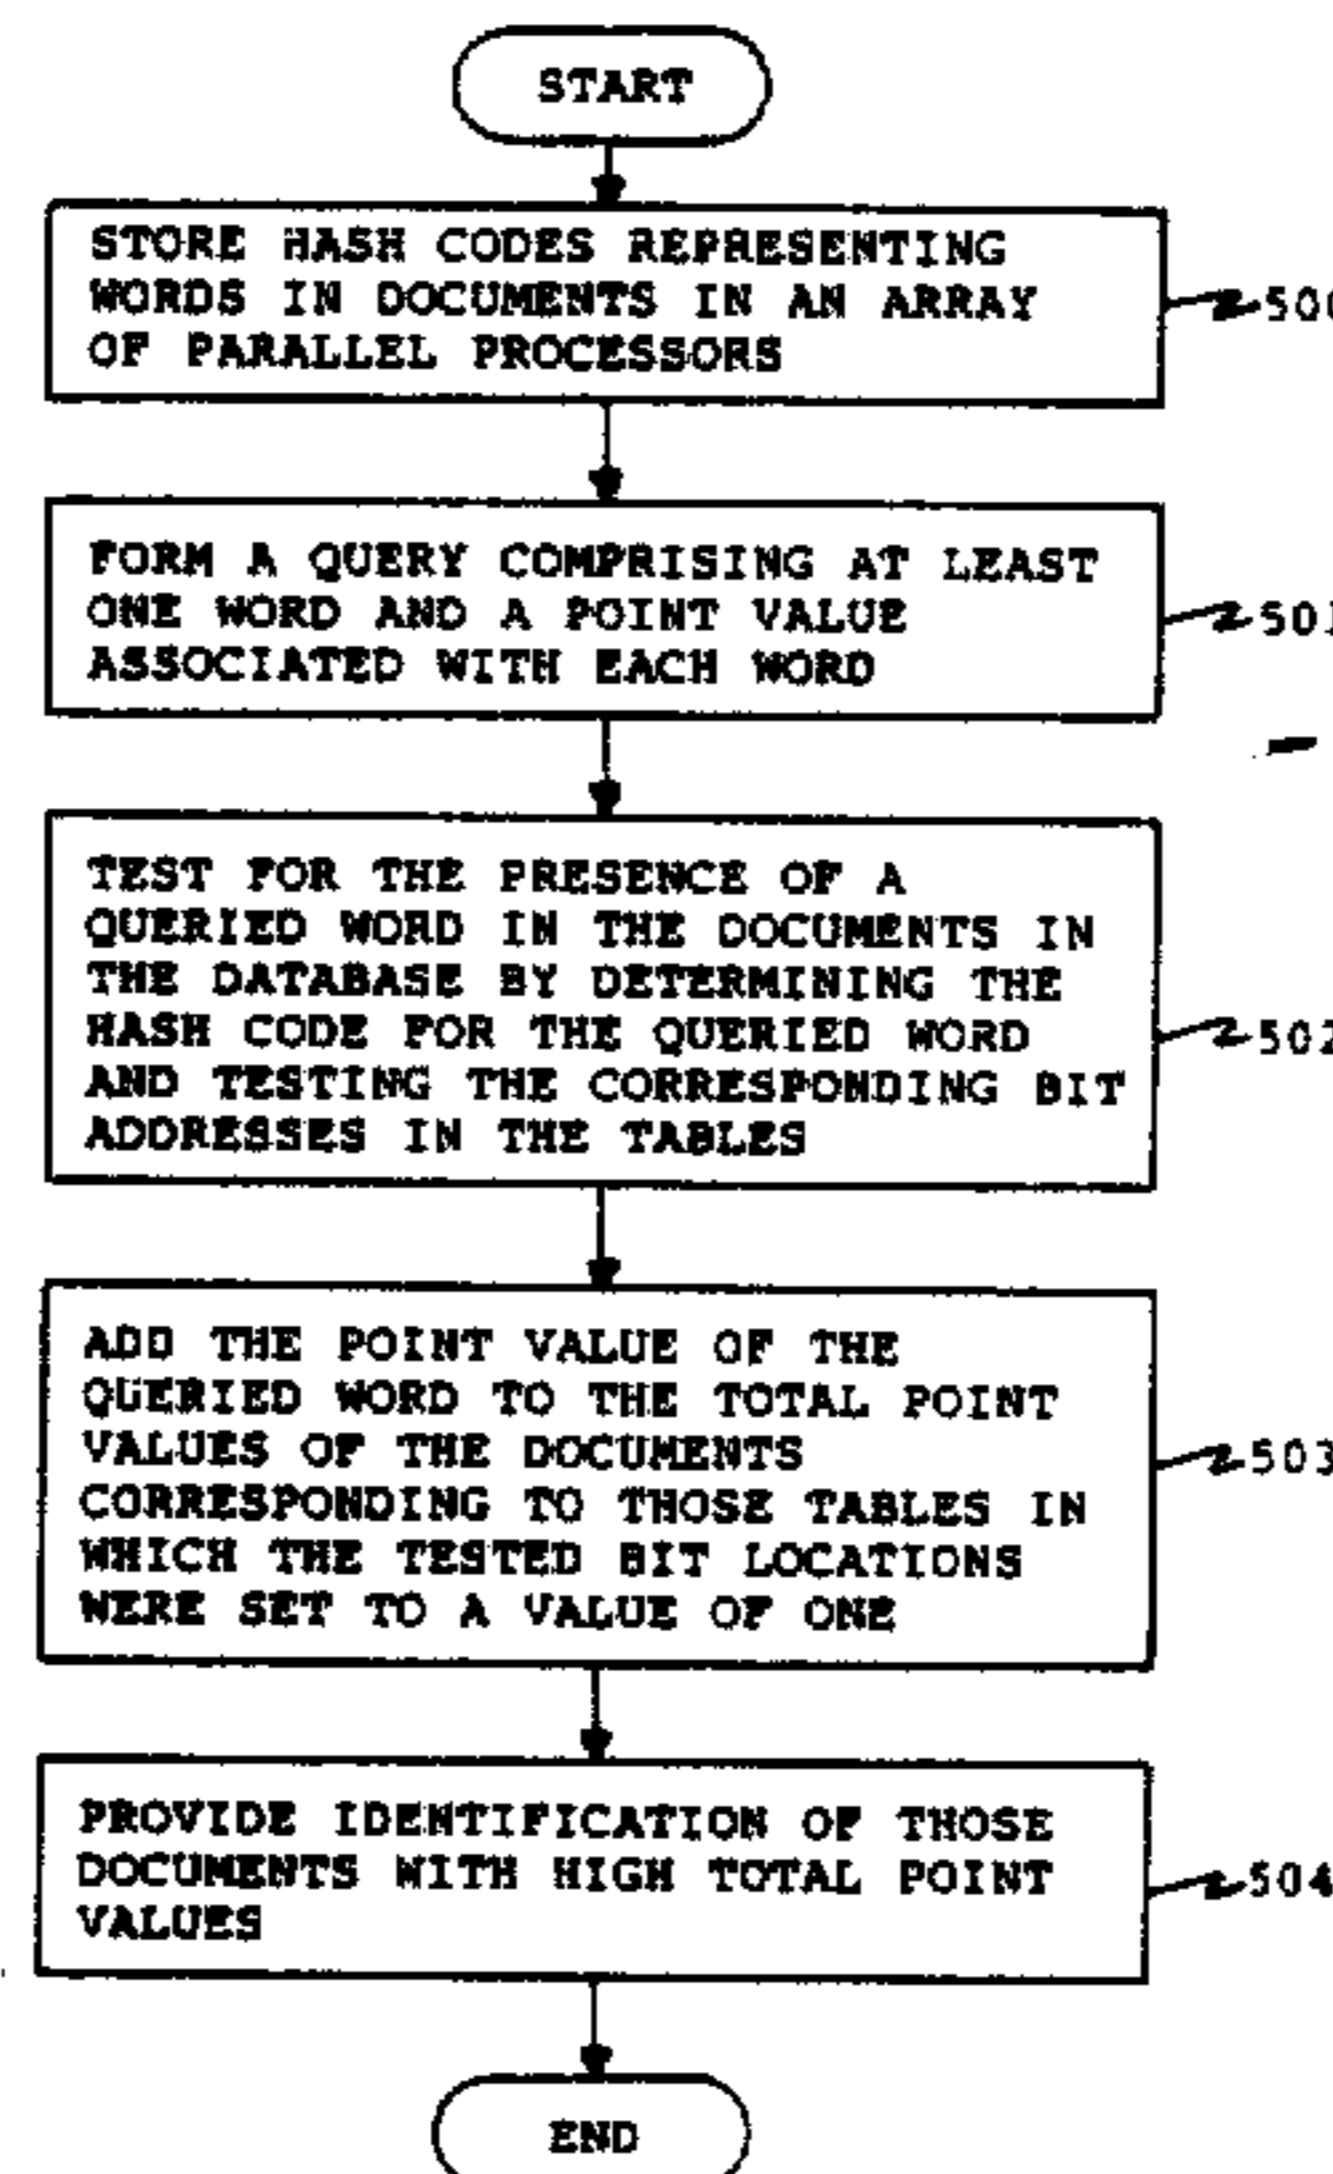 START
STORE HASH CODES REPRESENTING
WORDS IN DOCUMENTS IN AN ARRAY
OF PARALLEL PROCESSORS
500
FORM A QUERY COMPRISING AT LEAST
ONE WORD AND A POINT VALUE
ASSOCIATED WITH EACH WORD
501
TEST FOR THE PRESENCE OF A
QUERIED WORD IN THE DOCUMENTS IN
THE DATABASE BY DETERMINING THE
HASH CODE FOR THE QUERIED WORD
AND TESTING THE CORRESPONDING BIT
ADDRESSES IN THE TABLES
502
ADD THE POINT VALUE OF THE
QUERIED WORD TO THE TOTAL POINT
VALUES OF THE DOCUMENTS
CORRESPONDING TO THOSE TABLES IN
WHICH THE TESTED BIT LOCATIONS
WERE SET TO A VALUE OF ONE
503
PROVIDE IDENTIFICATION OF THOSE
DOCUMENTS WITH HIGH TOTAL POINT
VALUES
504
END